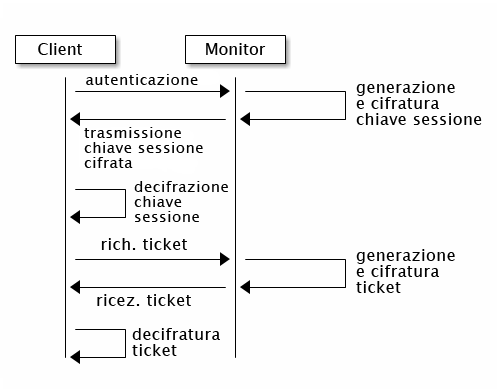 Client
Monitor
autenticazione
generazione
e cifratura
chiave sessione
trasmissione
chiave sessione
cifrata
decifrazione
chiave
sessione
rich. ticket
generazione
e cifratura
ticket
ricez. ticket
decifratura
ticket